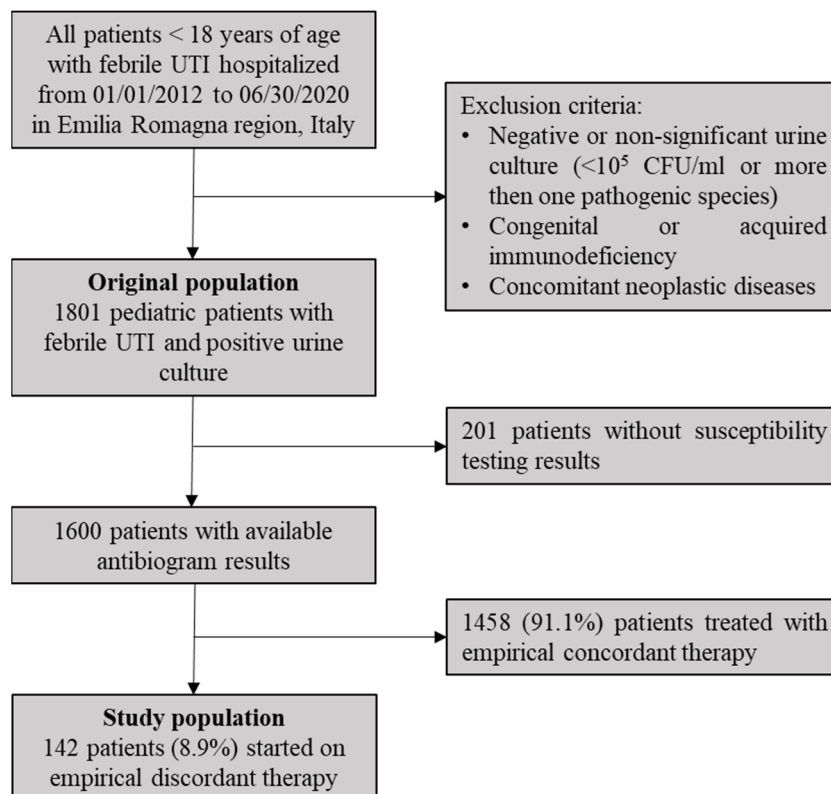 All patients < 18 years of age
with febrile UTI hospitalized
from 01/01/2012 to 06/30/2020
in Emilia Romagna region, Italy
Exclusion criteria:
• Negative or non-significant urine
culture (<10⁵ CFU/ml or more
then one pathogenic species)
• Congenital or acquired
immunodeficiency
• Concomitant neoplastic diseases
Original population
1801 pediatric patients with
febrile UTI and positive urine
culture
201 patients without susceptibility
testing results
1600 patients with available
antibiogram results
1458 (91.1%) patients treated with
empirical concordant therapy
Study population
142 patients (8.9%) started on
empirical discordant therapy